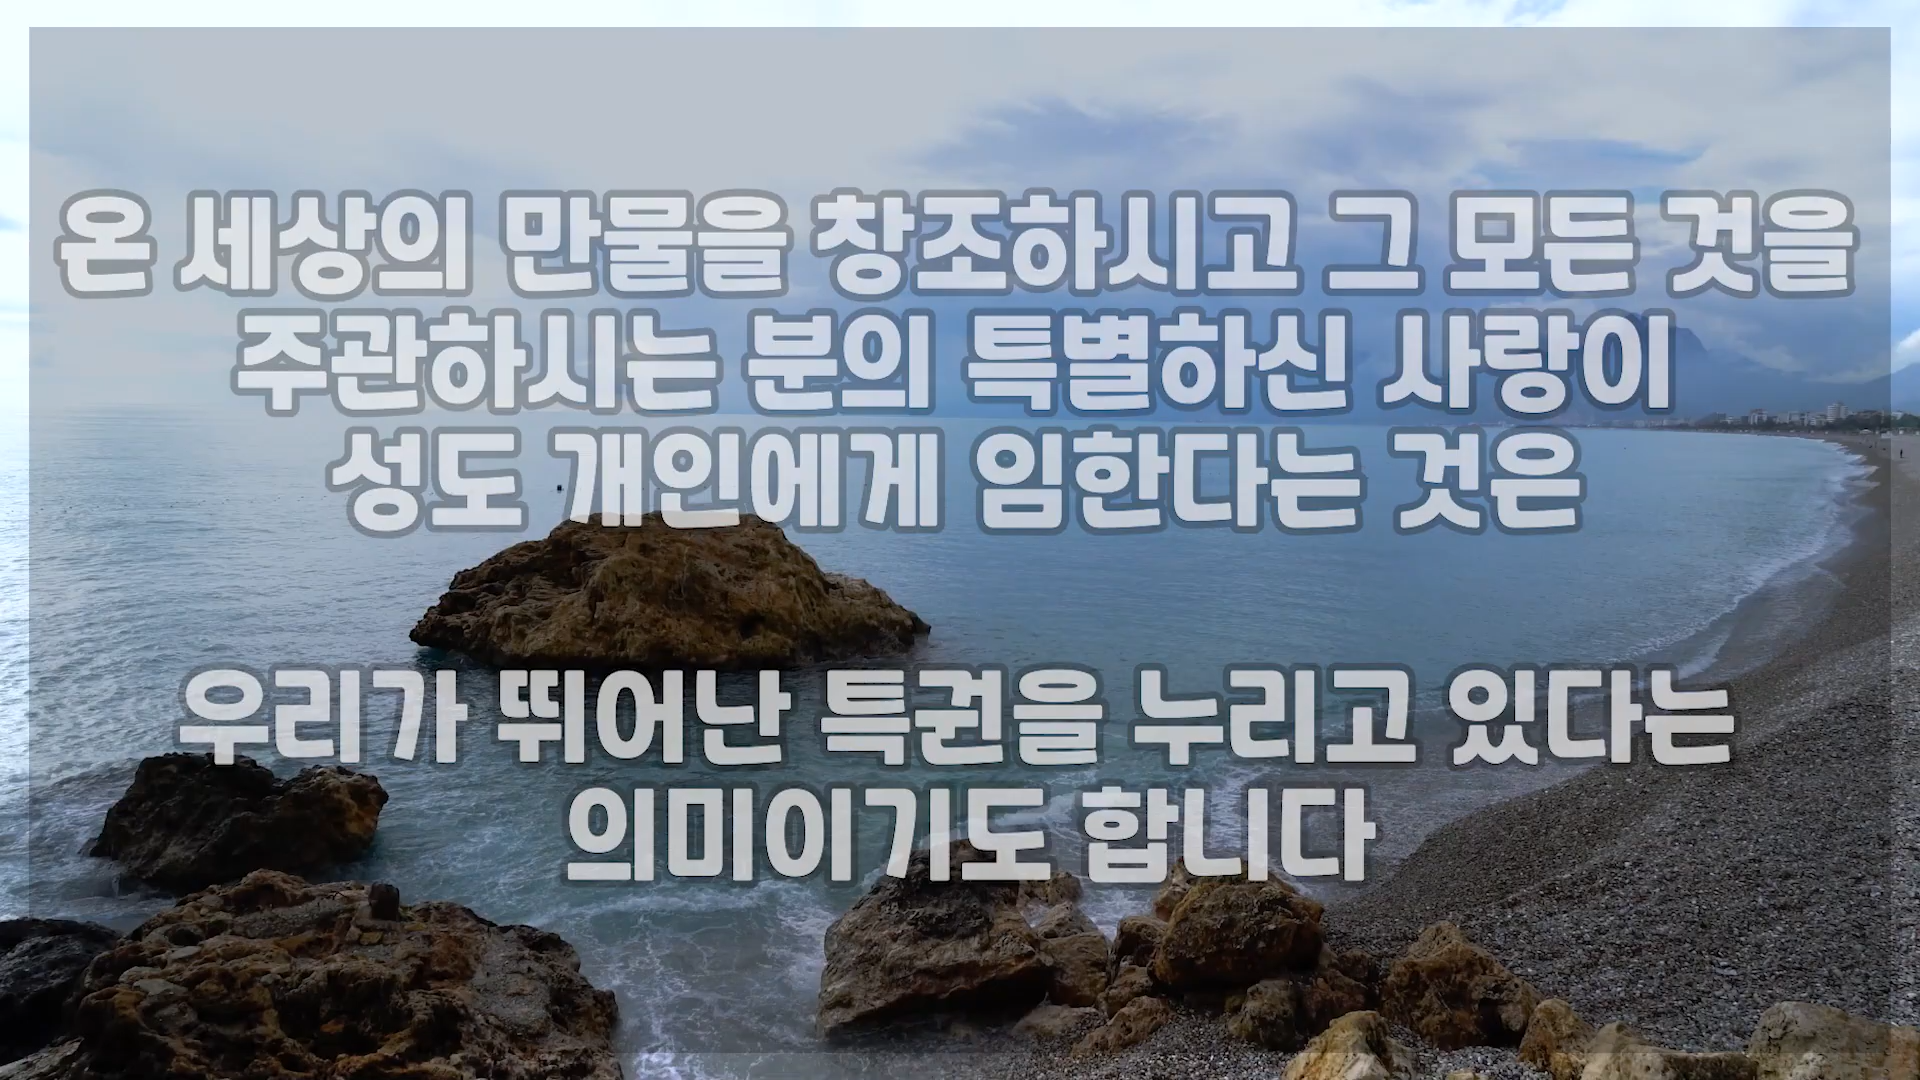 온 세상의 만물을 창조하시고 그 모든 것을
주관하시는 분의 특별하신 사랑이
성도 개인에게 임한다는 것은
우리가 뛰어난 특권을 누리고 있다는
의미이기도 합니다